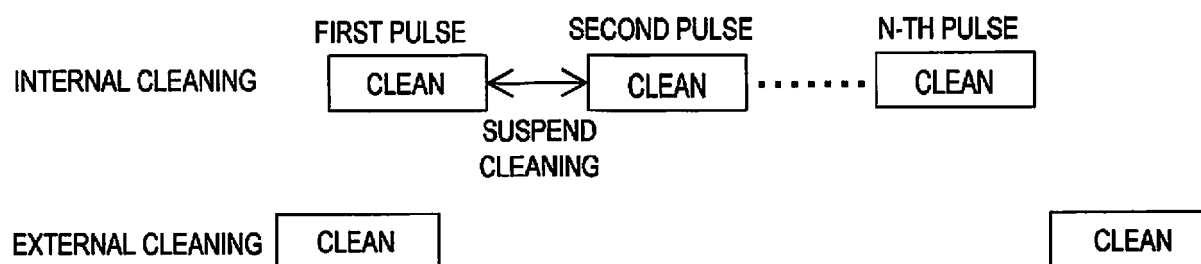 FIRST PULSE SECOND PULSE N-TH PULSE
INTERNAL CLEANING CLEAN CLEAN CLEAN
SUSPEND
CLEANING
EXTERNAL CLEANING CLEAN CLEAN